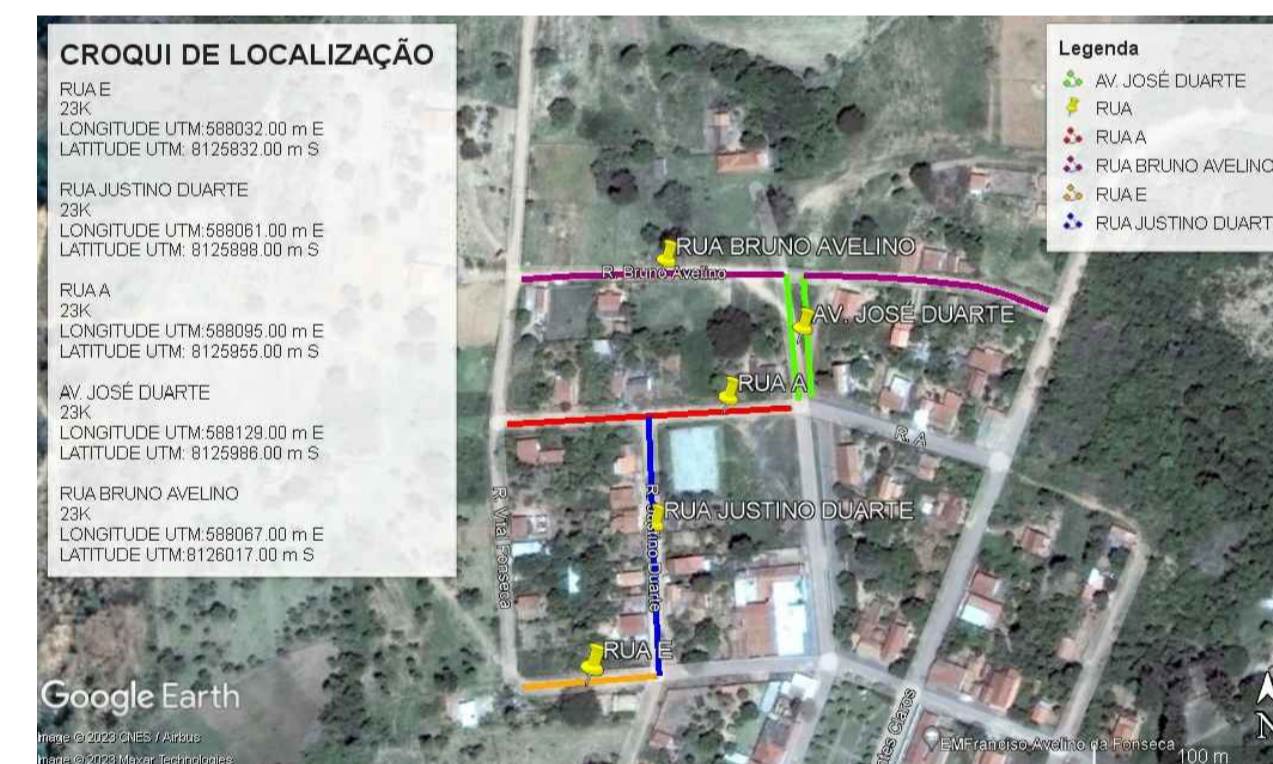 CROQUI DE LOCALIZAÇÃO
RUA E
23K
LONGITUDE UTM:588032.00 m E
LATITUDE UTM: 8125832.00 m S
RUA JUSTINO DUARTE
23K
LONGITUDE UTM:588061.00 m E
LATITUDE UTM: 8125898.00 m S
RUA A
23K
LONGITUDE UTM:588095.00 m E
LATITUDE UTM: 8125955.00 m S
AV. JOSÉ DUARTE
23K
LONGITUDE UTM:588129.00 m E
LATITUDE UTM: 8125986.00 m S
RUA BRUNO AVELINO
23K
LONGITUDE UTM:588067.00 m E
LATITUDE UTM:8126017.00 m S
Legenda
AV. JOSÉ DUARTE
RUA
RUA A
RUA BRUNO AVELINO
RUA E
RUA JUSTINO DUART
RUA BRUNO AVELINO
R. Bruno Avelino
AV. JOSÉ DUARTE
RUA A
R. A
R. Vita Fonseca
RUA JUSTINO DUARTE
R. Justino Duarte
RUA E
ntes Claros
EMFranciso Avelino da Fonseca
Google Earth
Image © 2023 CNES / Airbus
Image © 2023 Maxar Technologies
N
100 m